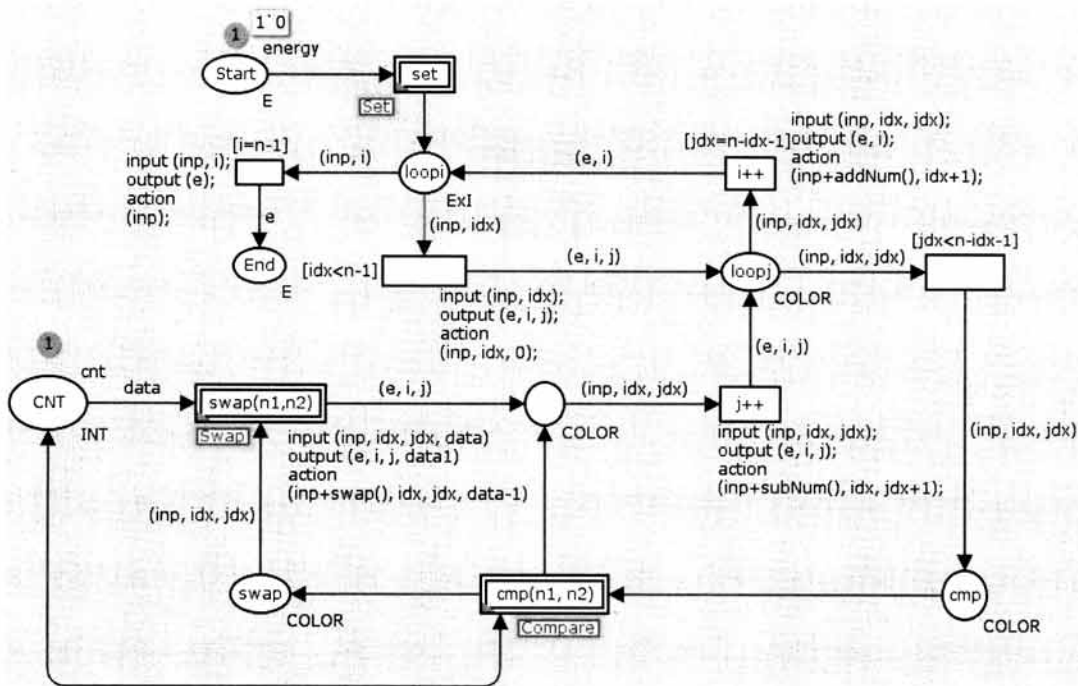 1`0
1
energy
Start
set
E
Set
[i=n-1]
input (inp, i);
output (e);
action
(inp);
(inp, i)
loopi
ExI
(e, i)
[jdx=n-idx-1]
i++
input (inp, idx, jdx);
output (e, i);
action
(inp+addNum(), idx+1);
e
(inp, idx)
(inp, idx, jdx)
[jdx<n-idx-1]
End
E
[idx<n-1]
(e, i, j)
loopj
(inp, idx, jdx)
COLOR
input (inp, idx);
output (e, i, j);
action
(inp, idx, 0);
1
(e, i, j)
cnt
CNT
data
INT
swap(n1,n2)
Swap
(e, i, j)
COLOR
(inp, idx, jdx)
j++
(inp, idx, jdx)
input (inp, idx, jdx, data)
output (e, i, j, data1)
action
(inp+swap(), idx, jdx, data-1)
input (inp, idx, jdx);
output (e, i, j);
action
(inp+subNum(), idx, jdx+1);
(inp, idx, jdx)
swap
COLOR
cmp(n1, n2)
Compare
cmp
COLOR